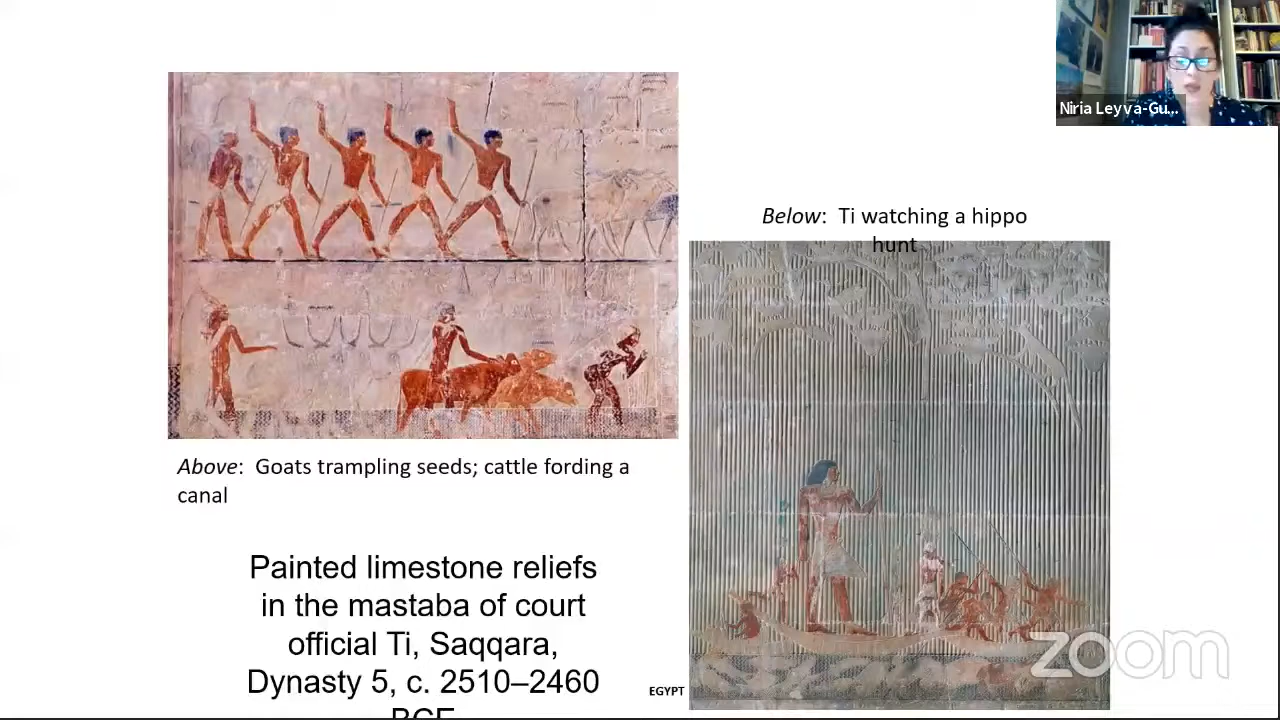 Niria Leyva-Gu...
Below: Ti watching a hippo
hunt
Above: Goats trampling seeds; cattle fording a
canal
Painted limestone reliefs
in the mastaba of court
official Ti, Saqqara,
Dynasty 5, c. 2510–2460
BCE
EGYPT
zoom